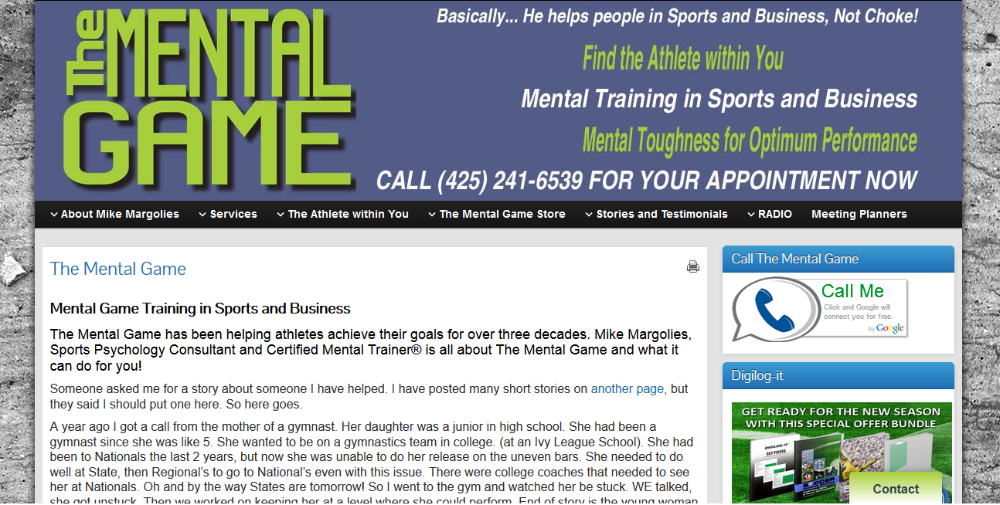 The MENTAL GAME
Basically... He helps people in Sports and Business, Not Choke!
Find the Athlete within You
Mental Training in Sports and Business
Mental Toughness for Optimum Performance
CALL (425) 241-6539 FOR YOUR APPOINTMENT NOW
About Mike Margolies Services The Athlete within You The Mental Game Store Stories and Testimonials RADIO Meeting Planners
The Mental Game
Mental Game Training in Sports and Business
The Mental Game has been helping athletes achieve their goals for over three decades. Mike Margolies,
Sports Psychology Consultant and Certified Mental Trainer® is all about The Mental Game and what it
can do for you!
Someone asked me for a story about someone I have helped. I have posted many short stories on another page, but
they said I should put one here. So here goes.
A year ago I got a call from the mother of a gymnast. Her daughter was a junior in high school. She had been a
gymnast since she was like 5. She wanted to be on a gymnastics team in college. (at an Ivy League School). She had
been to Nationals the last 2 years, but now she was unable to do her release on the uneven bars. She needed to do
well at State, then Regional's to go to National's even with this issue. There were college coaches that needed to see
her at Nationals. Oh and by the way States are tomorrow! So I went to the gym and watched her be stuck. WE talked,
she got unstuck. Then we worked on keeping her at a level where she could perform. End of story is the young woman
Call The Mental Game
Call Me
Click and Google will
connect you for free.
by Google
Digilog-it
GET READY FOR THE NEW SEASON
WITH THIS SPECIAL OFFER BUNDLE
DIGILOG-IT
SET PIECES
SOCCER
Contact